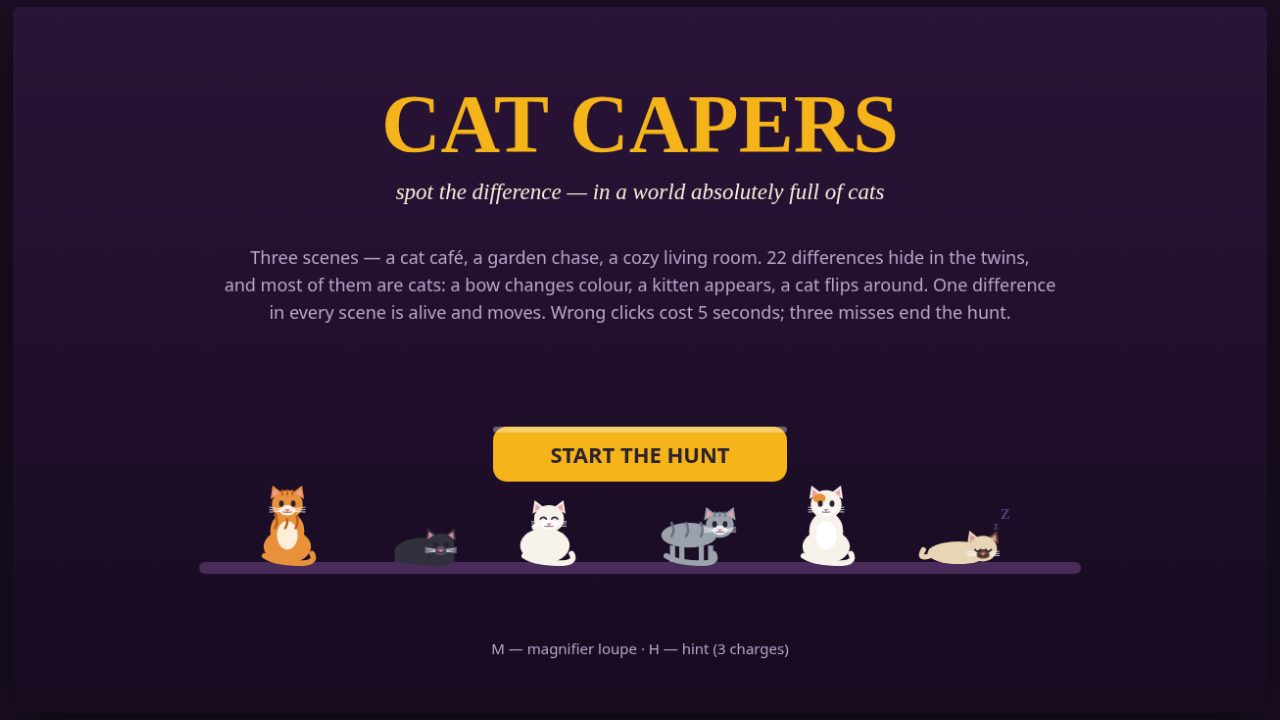 CAT CAPERS
spot the difference — in a world absolutely full of cats
Three scenes — a cat café, a garden chase, a cozy living room. 22 differences hide in the twins,
and most of them are cats: a bow changes colour, a kitten appears, a cat flips around. One difference
in every scene is alive and moves. Wrong clicks cost 5 seconds; three misses end the hunt.
START THE HUNT
Z
z
M — magnifier loupe · H — hint (3 charges)